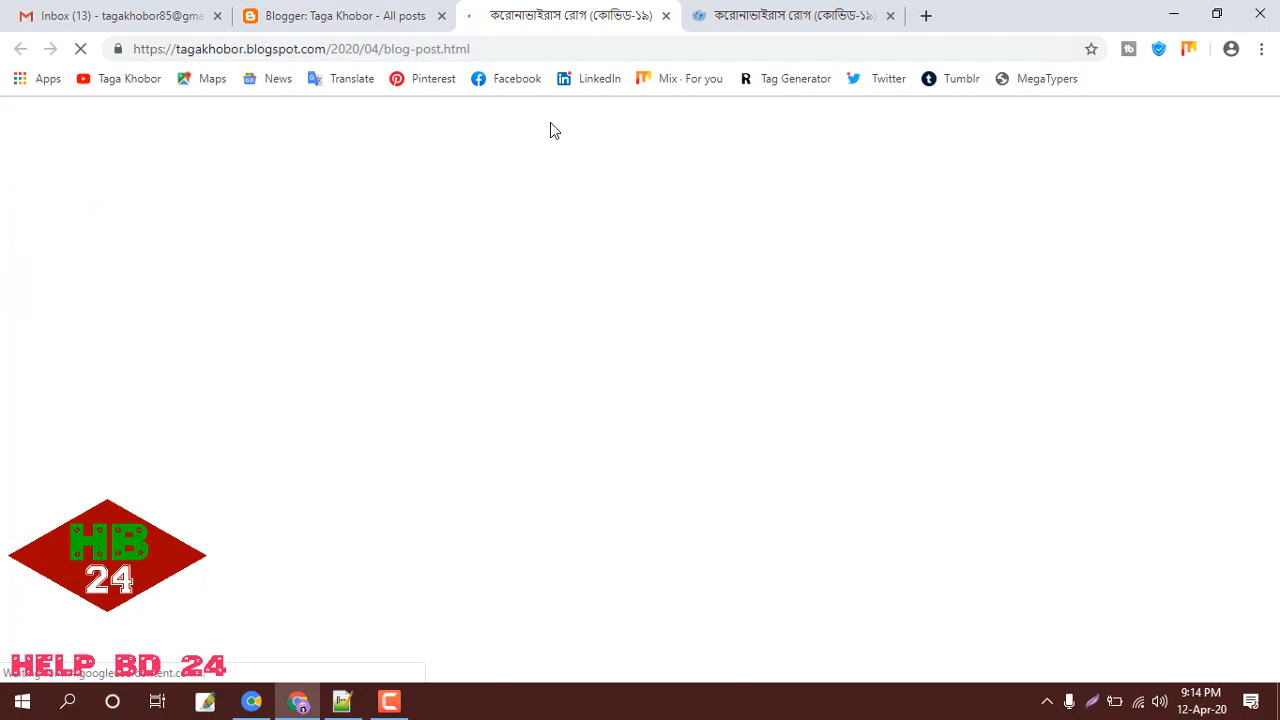 Inbox (13) - tagakhobor85@gma
Blogger: Taga Khobor - All posts
করোনাভাইরাস রোগ (কোভিড-১৯)
করোনাভাইরাস রোগ (কোভিড-১৯)
https://tagakhobor.blogspot.com/2020/04/blog-post.html
Apps
Taga Khobor
Maps
News
Translate
Pinterest
Facebook
LinkedIn
Mix · For you
Tag Generator
Twitter
Tumblr
MegaTypers
HB
24
HELP BD 24
9:14 PM
12-Apr-20